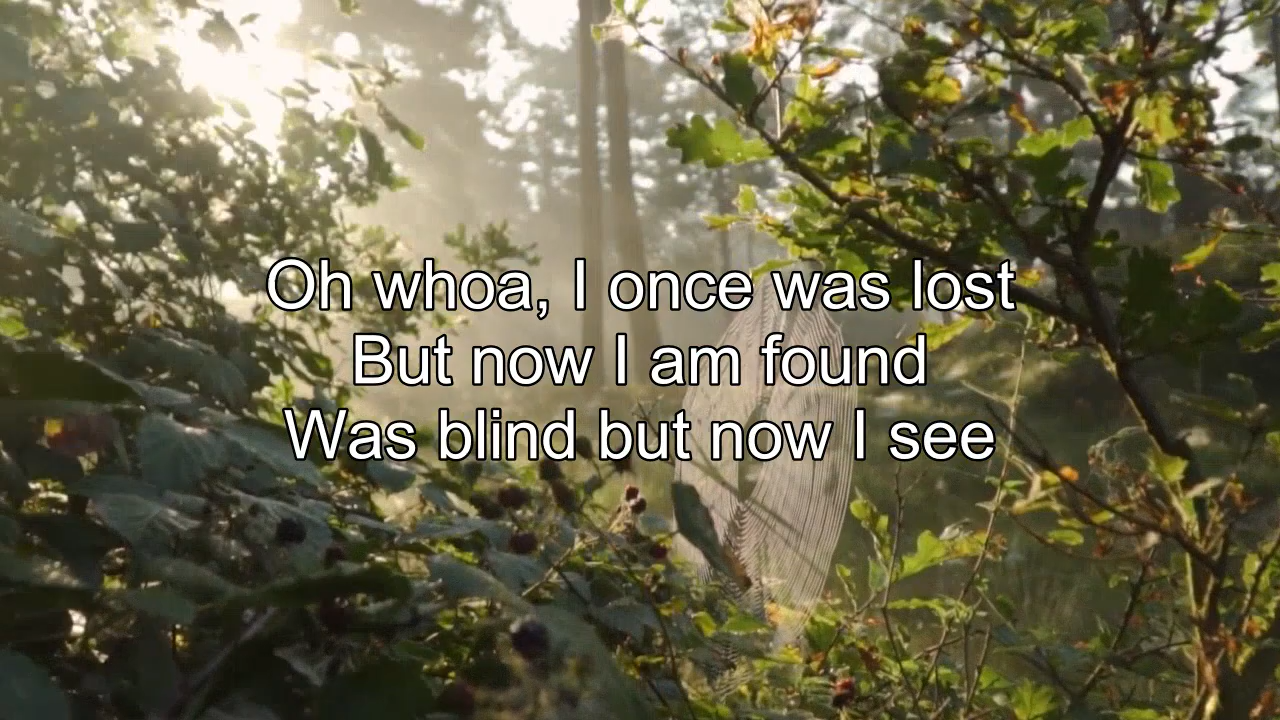 Oh whoa, I once was lost
But now I am found
Was blind but now I see